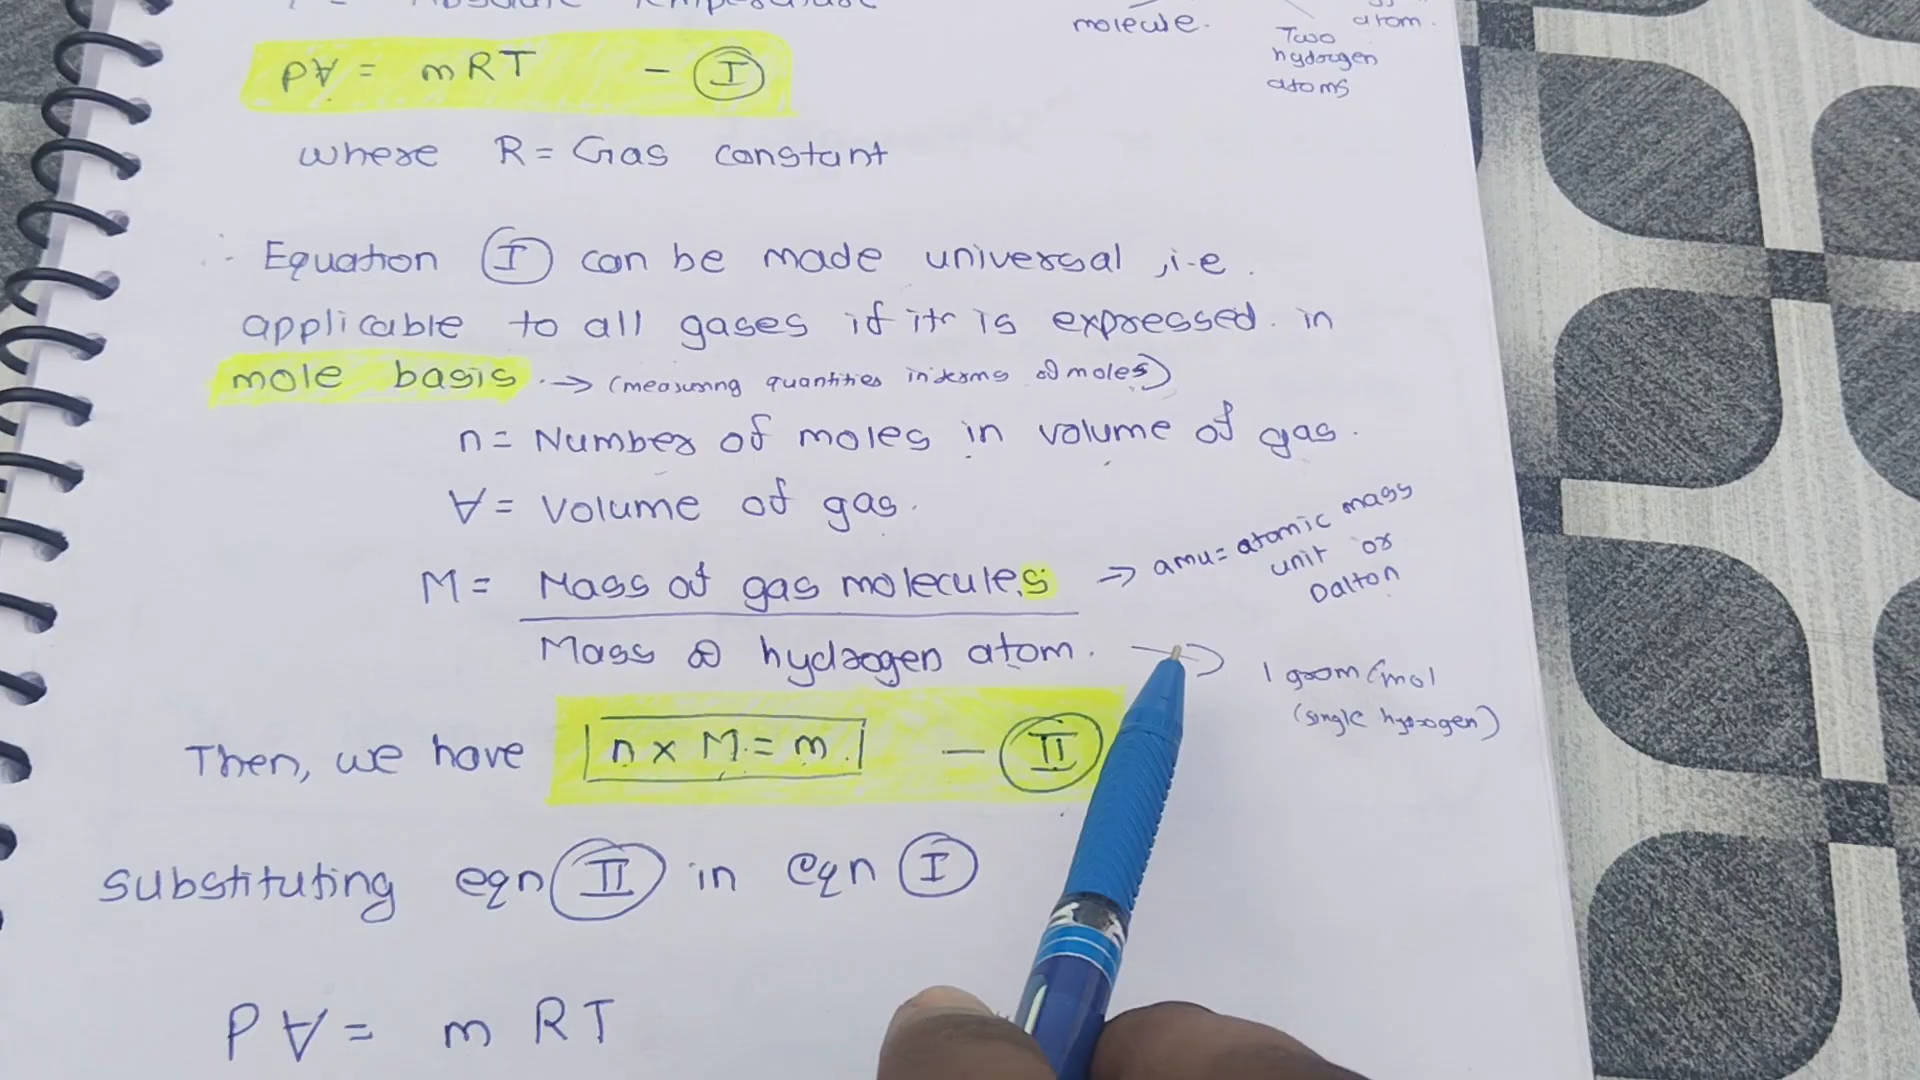 molecule.
atom.
Two
hydrogen
atoms
P∀ = mRT - I
where R = Gas constant
∴ Equation I can be made universal, i.e.
applicable to all gases if it is expressed in
mole basis. → (measuring quantities in terms of moles)
n = Number of moles in volume of gas.
∀ = Volume of gas.
M = Mass of gas molecules → amu = atomic mass
unit or
Dalton
Mass of hydrogen atom. → 1 gram/mol
(single hydrogen)
Then, we have n x M = m - II
substituting eqn II in eqn I
P∀ = m RT